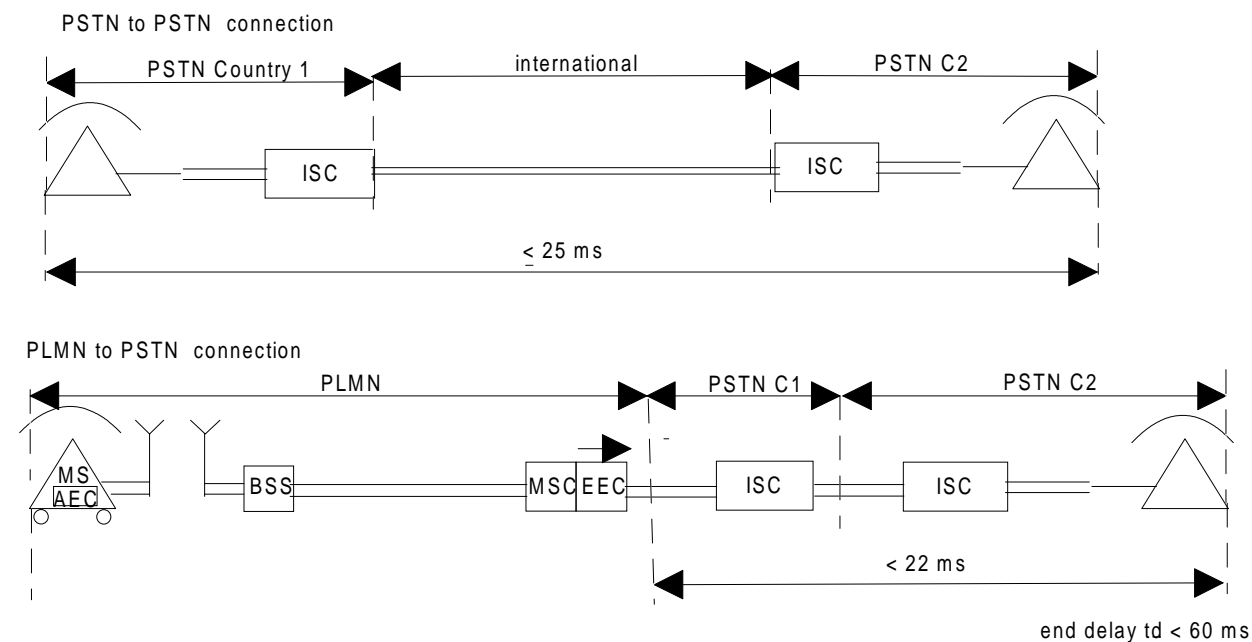 PSTN to PSTN connection
PSTN Country 1
international
PSTN C2
ISC
ISC
≤ 25 ms
PLMN to PSTN connection
PLMN
PSTN C1
PSTN C2
MS
AEC
BSS
MSC
EEC
ISC
ISC
< 22 ms
end delay td < 60 ms